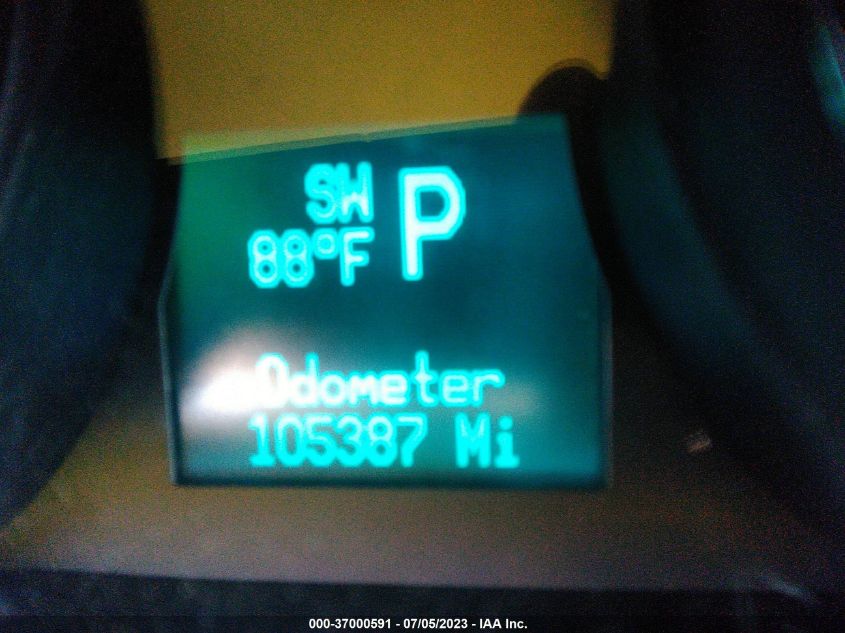 SW P
88°F
Odometer
105387 Mi
000-37000591 - 07/05/2023 - IAA Inc.